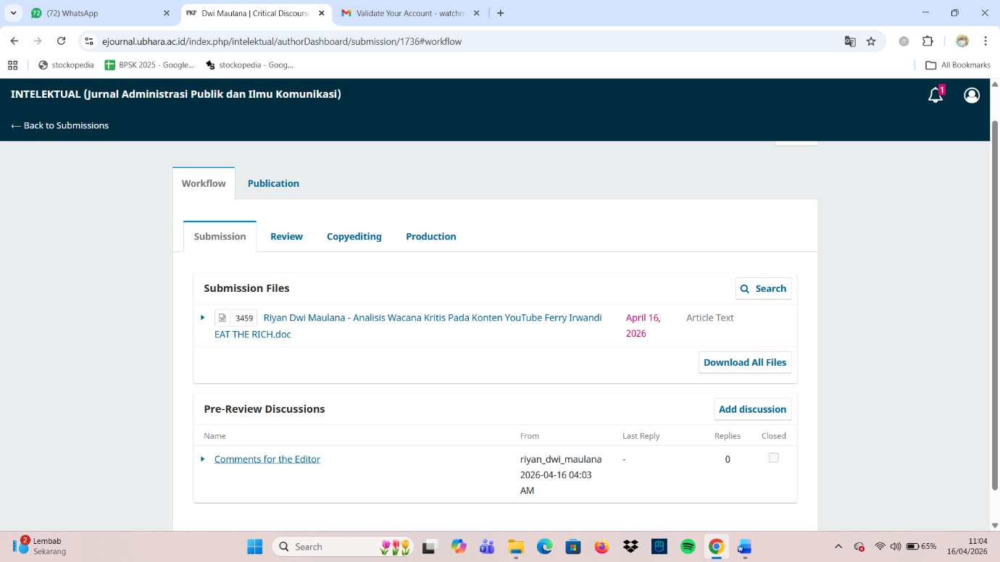 (72) WhatsApp
Dwi Maulana | Critical Discourse
Validate Your Account - watchm
ejournal.ubhara.ac.id/index.php/intelektual/authorDashboard/submission/1736#workflow
stockopedia
BPSK 2025 - Google...
stockopedia - Goog...
All Bookmarks
INTELEKTUAL (Jurnal Administrasi Publik dan Ilmu Komunikasi)
1
← Back to Submissions
Workflow
Publication
Submission
Review
Copyediting
Production
Submission Files
Search
3459
Riyan Dwi Maulana - Analisis Wacana Kritis Pada Konten YouTube Ferry Irwandi
EAT THE RICH.doc
April 16,
2026
Article Text
Download All Files
Pre-Review Discussions
Add discussion
Name
From
Last Reply
Replies
Closed
Comments for the Editor
riyan_dwi_maulana
2026-04-16 04:03
AM
-
0
2
Lembab
Sekarang
Search
65%
11:04
16/04/2026